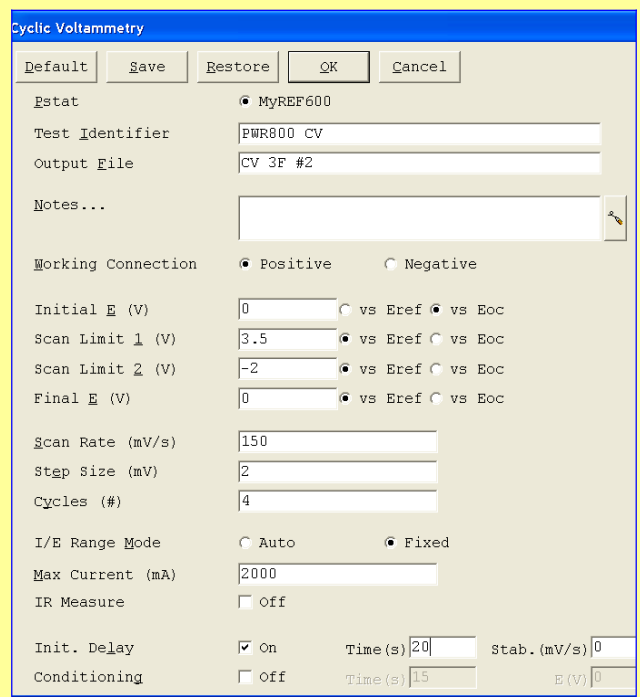 Cyclic Voltammetry
Default Save Restore OK Cancel
Pstat MyREF600
Test Identifier PWR800 CV
Output File CV 3F #2
Notes...
Working Connection Positive Negative
Initial E (V) 0 vs Eref vs Eoc
Scan Limit 1 (V) 3.5 vs Eref vs Eoc
Scan Limit 2 (V) -2 vs Eref vs Eoc
Final E (V) 0 vs Eref vs Eoc
Scan Rate (mV/s) 150
Step Size (mV) 2
Cycles (#) 4
I/E Range Mode Auto Fixed
Max Current (mA) 2000
IR Measure Off
Init. Delay On Time(s) 20 Stab.(mV/s) 0
Conditioning Off Time(s) 15 E(V) 0